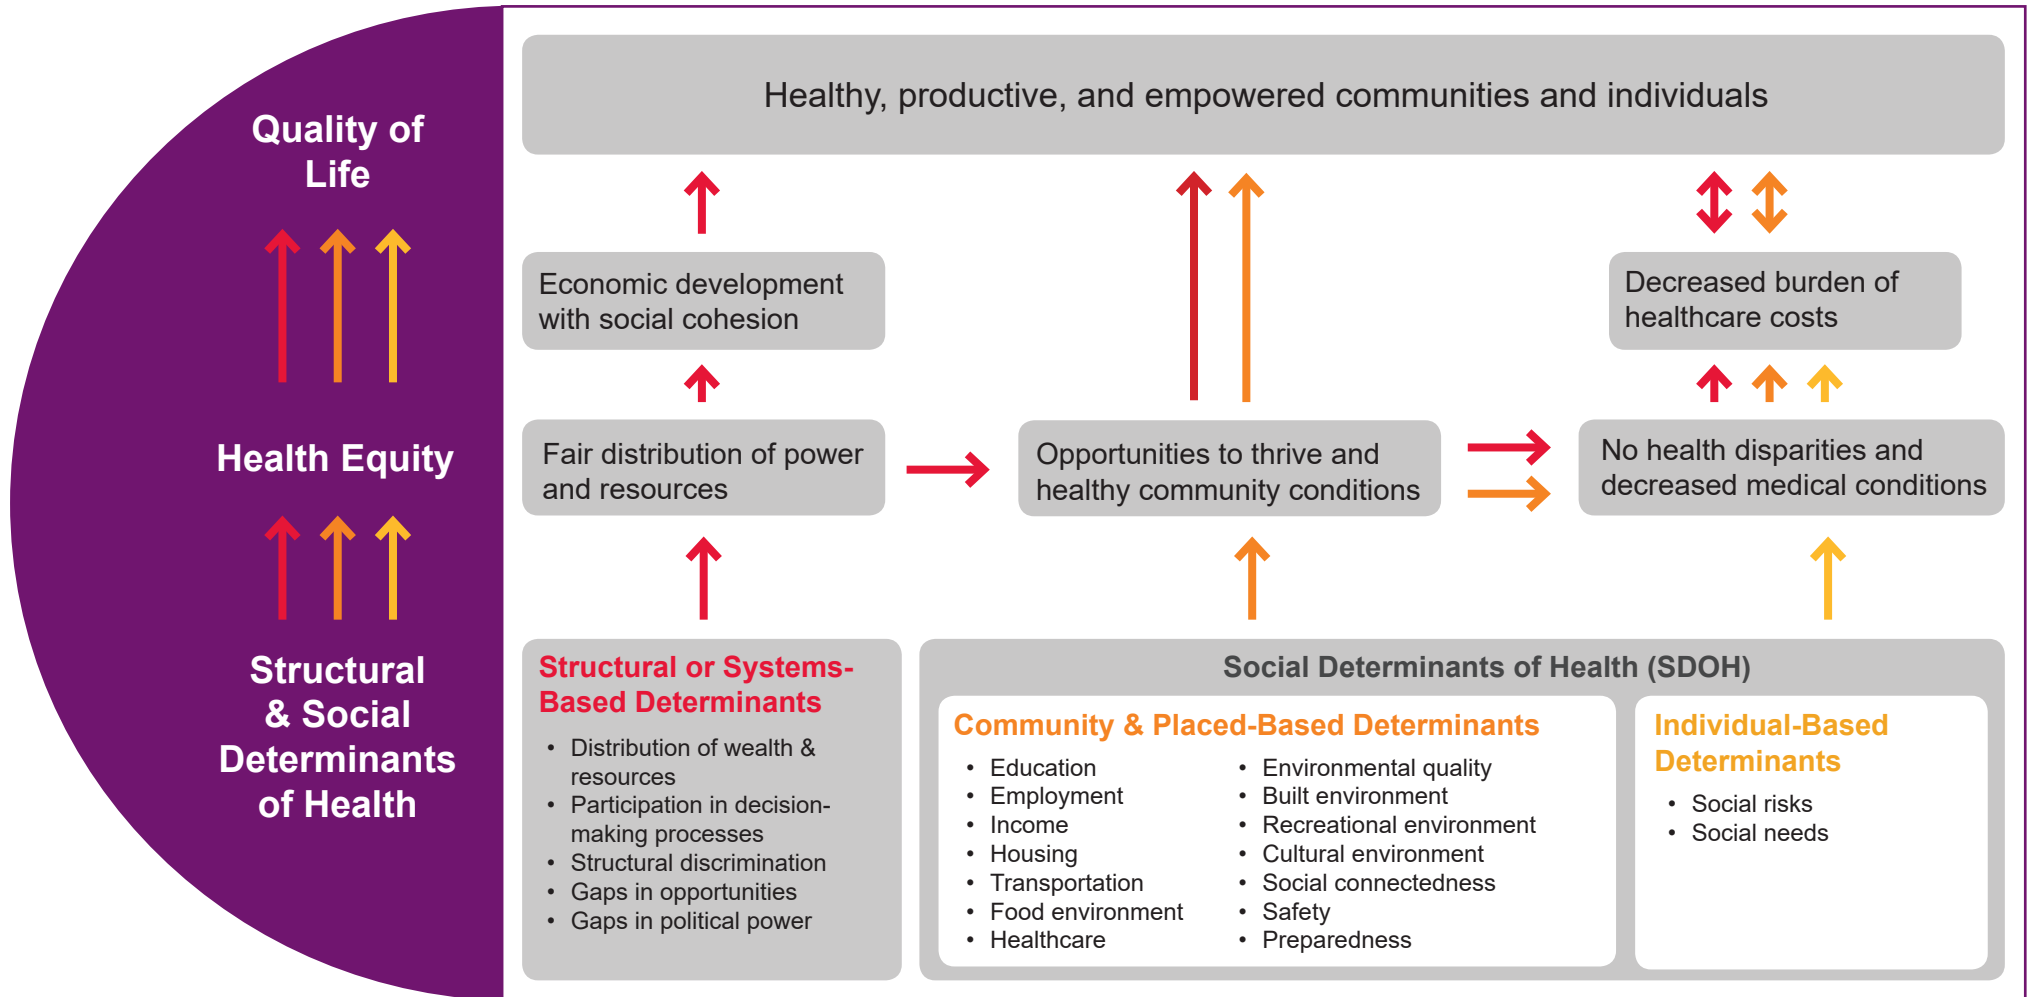 Quality of
Life
Health Equity
Structural
& Social
Determinants
of Health
Healthy, productive, and empowered communities and individuals
Economic development
with social cohesion
Decreased burden of
healthcare costs
Fair distribution of power
and resources
Opportunities to thrive and
healthy community conditions
No health disparities and
decreased medical conditions
Structural or Systems-
Based Determinants
• Distribution of wealth &
resources
• Participation in decision-
making processes
• Structural discrimination
• Gaps in opportunities
• Gaps in political power
Social Determinants of Health (SDOH)
Community & Placed-Based Determinants
• Education
• Employment
• Income
• Housing
• Transportation
• Food environment
• Healthcare
• Environmental quality
• Built environment
• Recreational environment
• Cultural environment
• Social connectedness
• Safety
• Preparedness
Individual-Based
Determinants
• Social risks
• Social needs